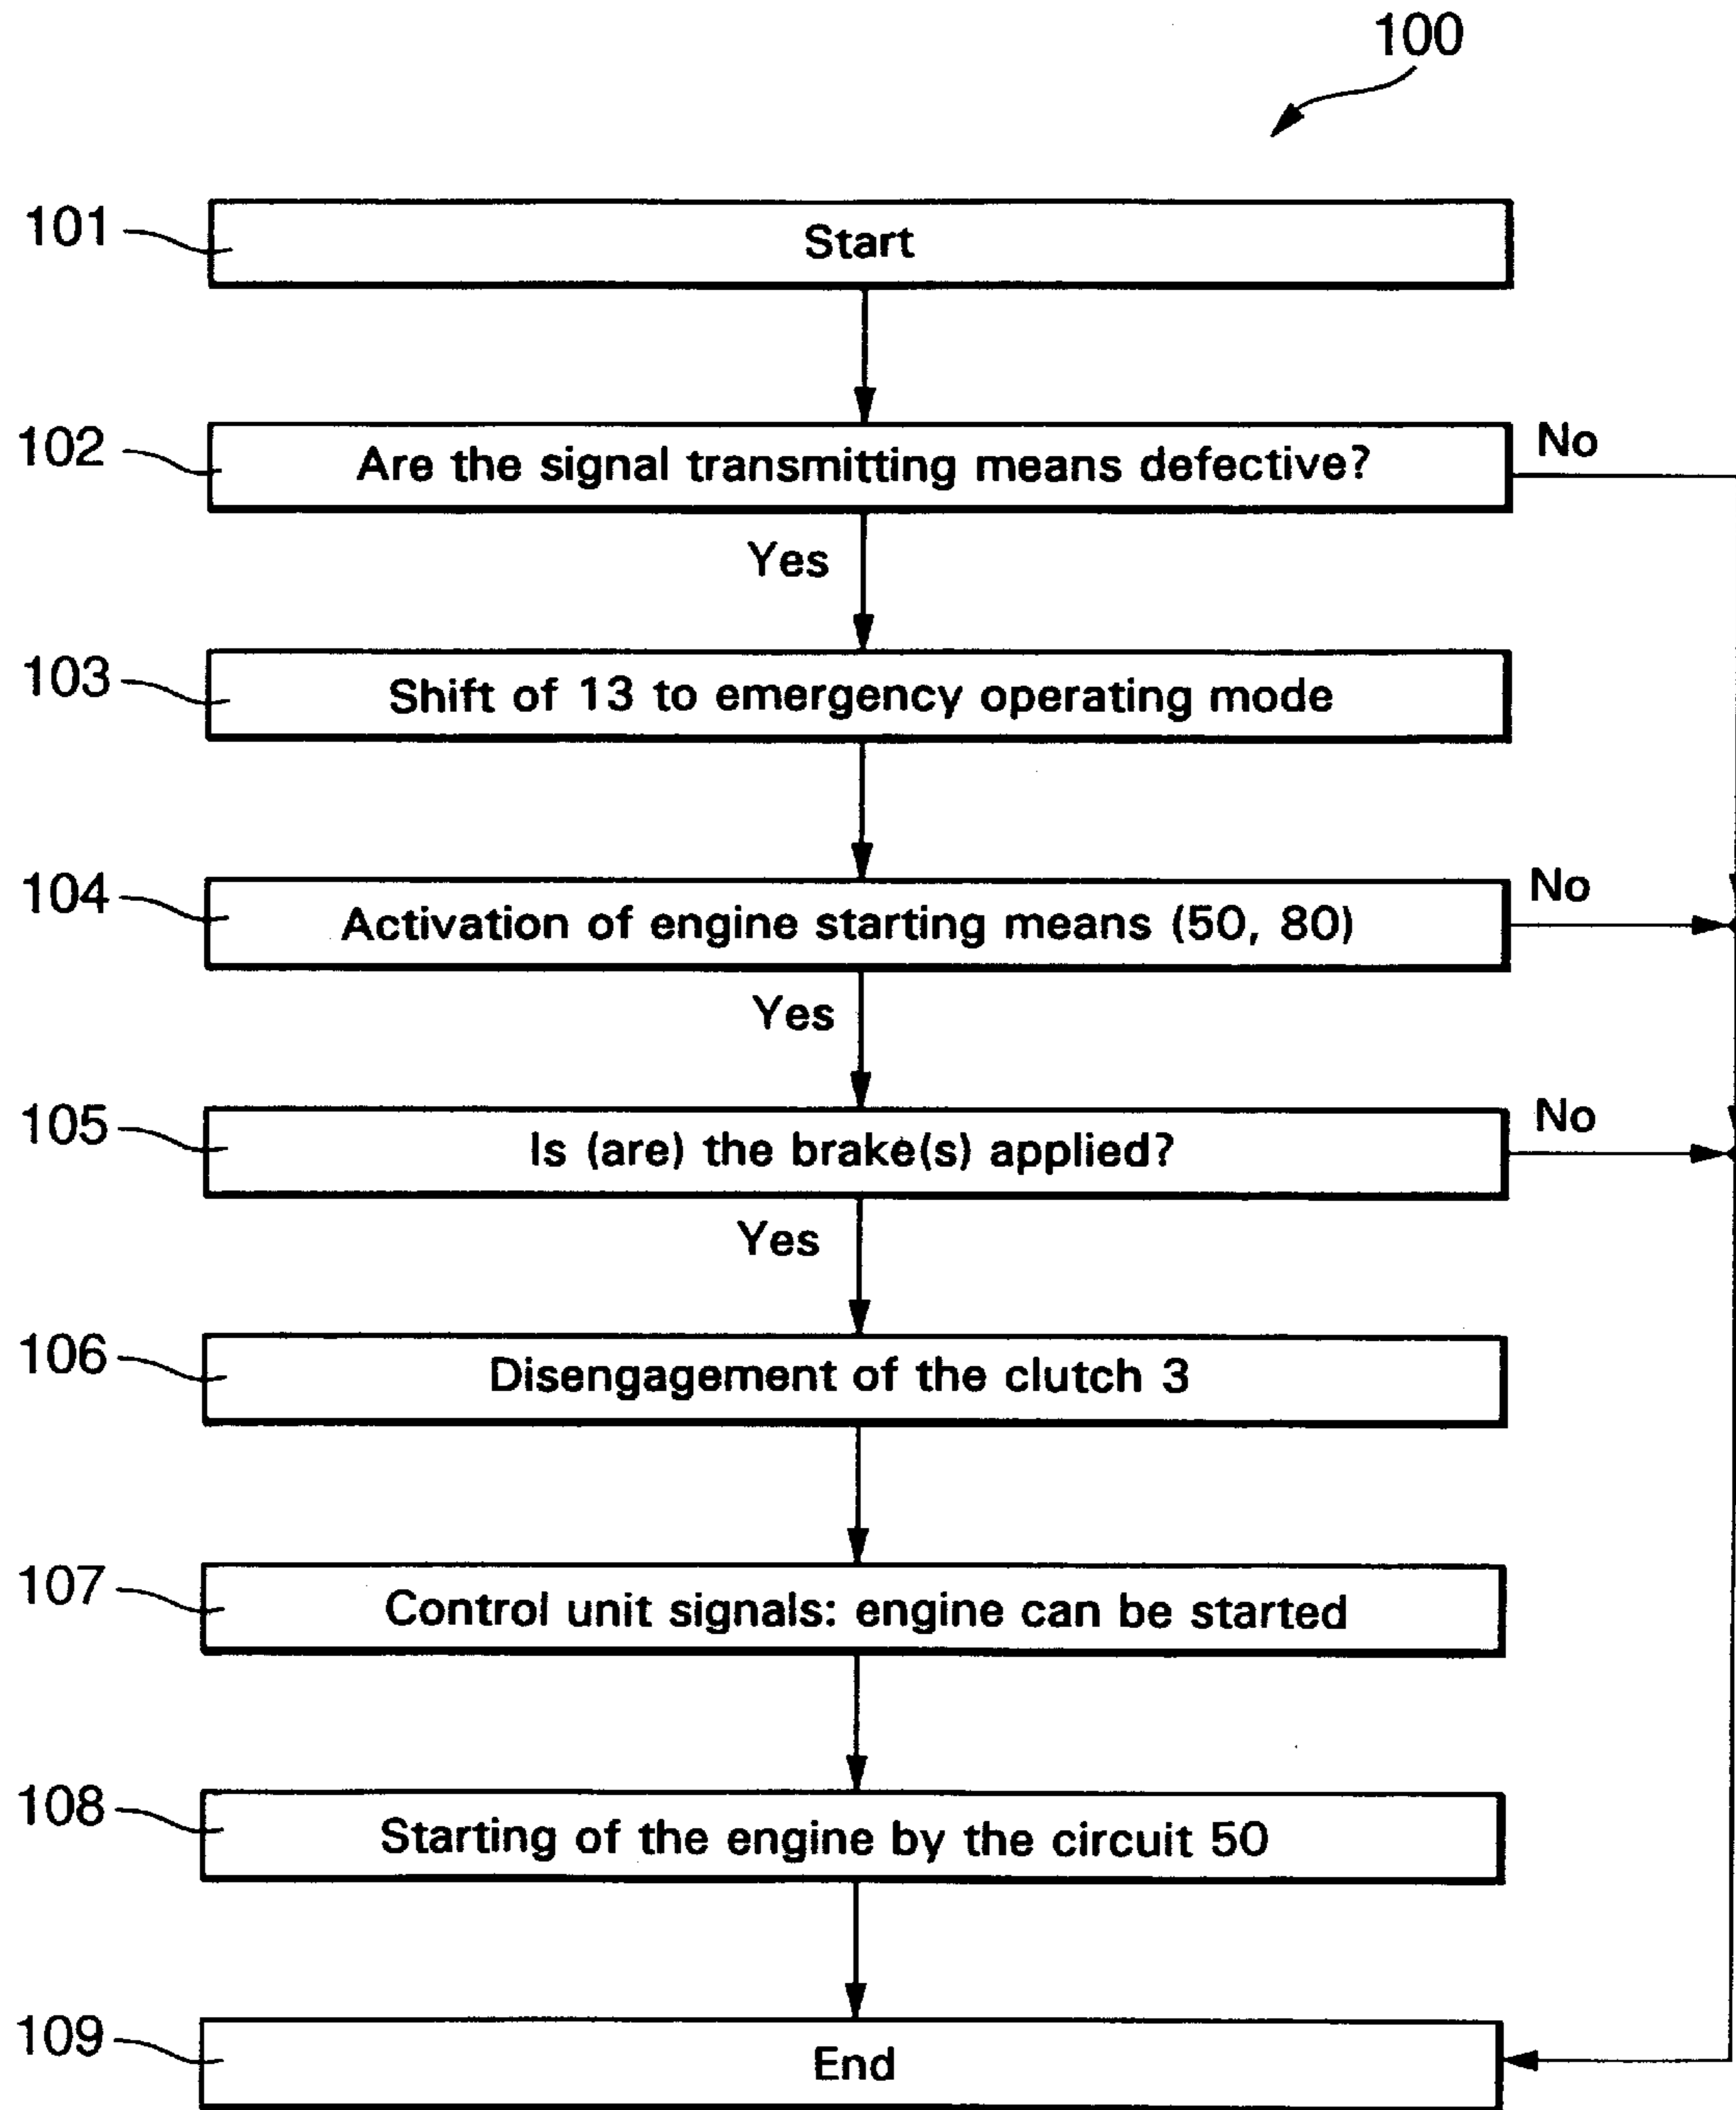 100
101
Start
102
Are the signal transmitting means defective?
No
Yes
103
Shift of 13 to emergency operating mode
104
Activation of engine starting means (50, 80)
No
Yes
105
Is (are) the brake(s) applied?
No
Yes
106
Disengagement of the clutch 3
107
Control unit signals: engine can be started
108
Starting of the engine by the circuit 50
109
End